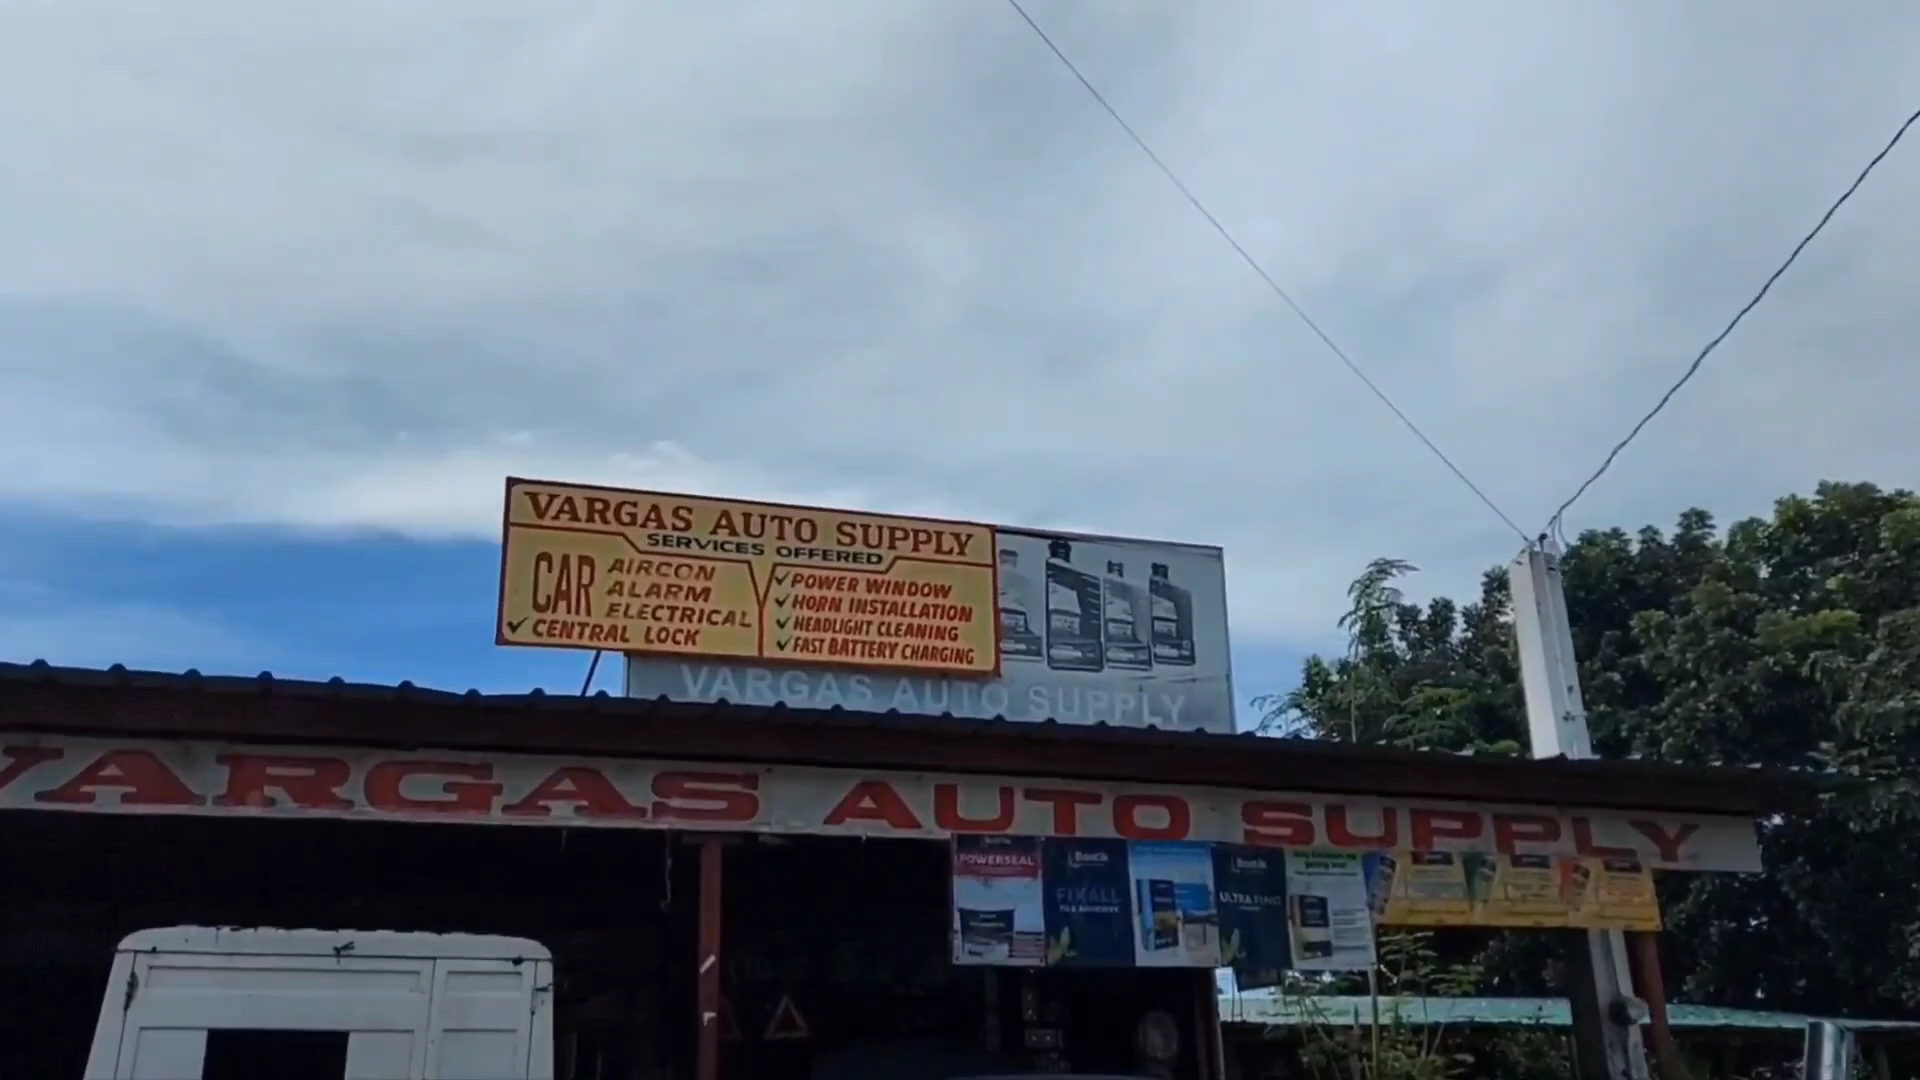 VARGAS AUTO SUPPLY
SERVICES OFFERED
CAR
AIRCON
ALARM
ELECTRICAL
✓ CENTRAL LOCK
✓ POWER WINDOW
✓ HORN INSTALLATION
✓ HEADLIGHT CLEANING
✓ FAST BATTERY CHARGING
VARGAS AUTO SUPPLY
VARGAS AUTO SUPPLY
POWERSEAL
Bostik
FIXALL
Bostik
ULTRA FINO